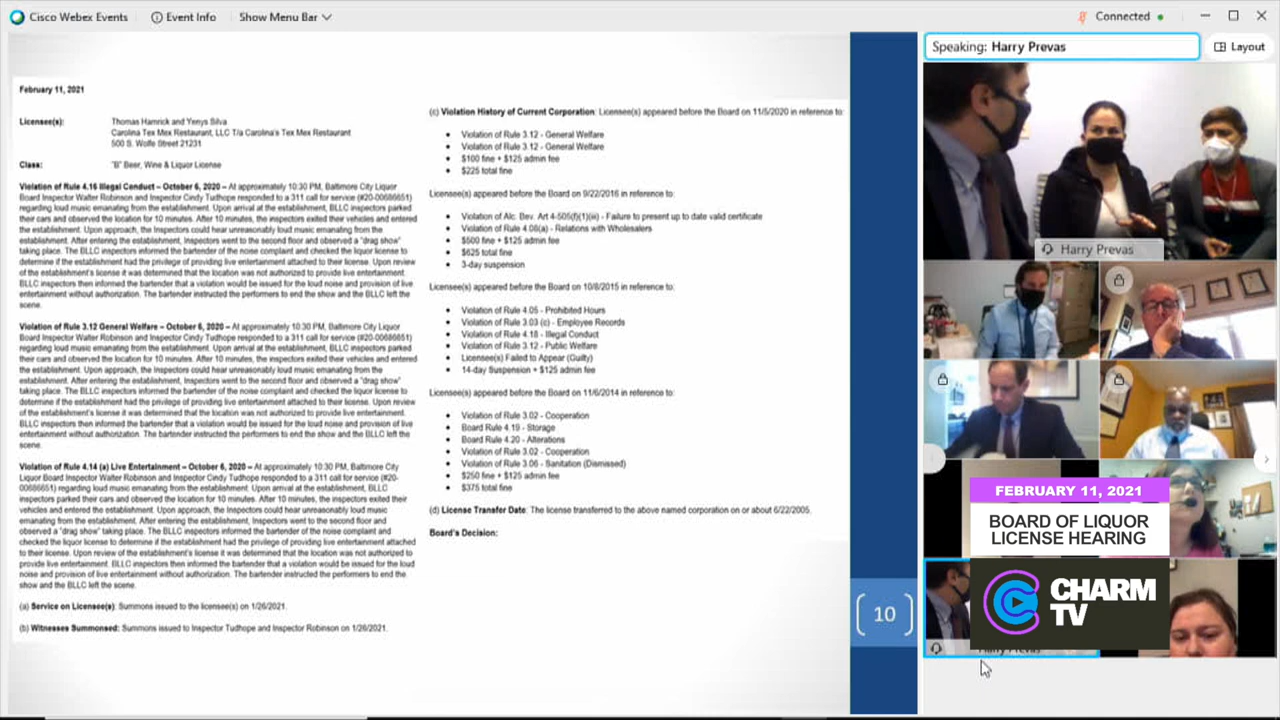 Cisco Webex Events
Event Info
Show Menu Bar
Connected
February 11, 2021
Licensee(s): Thomas Hamrick and Yenys Silva
Carolina Tex Mex Restaurant, LLC T/a Carolina's Tex Mex Restaurant
500 S. Wolfe Street 21231
Class: "B" Beer, Wine & Liquor License
Violation of Rule 4.16 Illegal Conduct – October 6, 2020 – At approximately 10:30 PM, Baltimore City Liquor
Board Inspector Walter Robinson and Inspector Cindy Tudhope responded to a 311 call for service (#20-00686651)
regarding loud music emanating from the establishment. Upon arrival at the establishment, BLLC inspectors parked
their cars and observed the location for 10 minutes. After 10 minutes, the inspectors exited their vehicles and entered
the establishment. Upon approach, the Inspectors could hear unreasonably loud music emanating from the
establishment. After entering the establishment, Inspectors went to the second floor and observed a "drag show"
taking place. The BLLC inspectors informed the bartender of the noise complaint and checked the liquor license to
determine if the establishment had the privilege of providing live entertainment attached to their license. Upon review
of the establishment's license it was determined that the location was not authorized to provide live entertainment.
BLLC inspectors then informed the bartender that a violation would be issued for the loud noise and provision of live
entertainment without authorization. The bartender instructed the performers to end the show and the BLLC left the
scene.
Violation of Rule 3.12 General Welfare – October 6, 2020 – At approximately 10:30 PM, Baltimore City Liquor
Board Inspector Walter Robinson and Inspector Cindy Tudhope responded to a 311 call for service (#20-00686651)
regarding loud music emanating from the establishment. Upon arrival at the establishment, BLLC inspectors parked
their cars and observed the location for 10 minutes. After 10 minutes, the inspectors exited their vehicles and entered
the establishment. Upon approach, the Inspectors could hear unreasonably loud music emanating from the
establishment. After entering the establishment, Inspectors went to the second floor and observed a "drag show"
taking place. The BLLC inspectors informed the bartender of the noise complaint and checked the liquor license to
determine if the establishment had the privilege of providing live entertainment attached to their license. Upon review
of the establishment's license it was determined that the location was not authorized to provide live entertainment.
BLLC inspectors then informed the bartender that a violation would be issued for the loud noise and provision of live
entertainment without authorization. The bartender instructed the performers to end the show and the BLLC left the
scene.
Violation of Rule 4.14 (a) Live Entertainment – October 6, 2020 – At approximately 10:30 PM, Baltimore City
Liquor Board Inspector Walter Robinson and Inspector Cindy Tudhope responded to a 311 call for service (#20-
00686651) regarding loud music emanating from the establishment. Upon arrival at the establishment, BLLC
inspectors parked their cars and observed the location for 10 minutes. After 10 minutes, the inspectors exited their
vehicles and entered the establishment. Upon approach, the Inspectors could hear unreasonably loud music
emanating from the establishment. After entering the establishment, Inspectors went to the second floor and
observed a "drag show" taking place. The BLLC inspectors informed the bartender of the noise complaint and
checked the liquor license to determine if the establishment had the privilege of providing live entertainment attached
to their license. Upon review of the establishment's license it was determined that the location was not authorized to
provide live entertainment. BLLC inspectors then informed the bartender that a violation would be issued for the loud
noise and provision of live entertainment without authorization. The bartender instructed the performers to end the
show and the BLLC left the scene.
(a) Service on Licensee(s): Summons issued to the licensee(s) on 1/26/2021.
(b) Witnesses Summonsed: Summons issued to Inspector Tudhope and Inspector Robinson on 1/26/2021.
(c) Violation History of Current Corporation: Licensee(s) appeared before the Board on 11/5/2020 in reference to:
• Violation of Rule 3.12 - General Welfare
• Violation of Rule 3.12 - General Welfare
• $100 fine + $125 admin fee
• $225 total fine
Licensee(s) appeared before the Board on 9/22/2016 in reference to:
• Violation of Alc. Bev. Art 4-505(f)(1)(iii) - Failure to present up to date valid certificate
• Violation of Rule 4.08(a) - Relations with Wholesalers
• $500 fine + $125 admin fee
• $625 total fine
• 3-day suspension
Licensee(s) appeared before the Board on 10/8/2015 in reference to:
• Violation of Rule 4.05 - Prohibited Hours
• Violation of Rule 3.03 (c) - Employee Records
• Violation of Rule 4.18 - Illegal Conduct
• Violation of Rule 3.12 - Public Welfare
• Licensee(s) Failed to Appear (Guilty)
• 14-day Suspension + $125 admin fee
Licensee(s) appeared before the Board on 11/6/2014 in reference to:
• Violation of Rule 3.02 - Cooperation
• Board Rule 4.19 - Storage
• Board Rule 4.20 - Alterations
• Violation of Rule 3.02 - Cooperation
• Violation of Rule 3.06 - Sanitation (Dismissed)
• $250 fine + $125 admin fee
• $375 total fine
(d) License Transfer Date: The license transferred to the above named corporation on or about 6/22/2005.
Board's Decision:
10
Speaking: Harry Prevas
Layout
Harry Prevas
FEBRUARY 11, 2021
BOARD OF LIQUOR
LICENSE HEARING
CHARM
TV
Harry Prevas